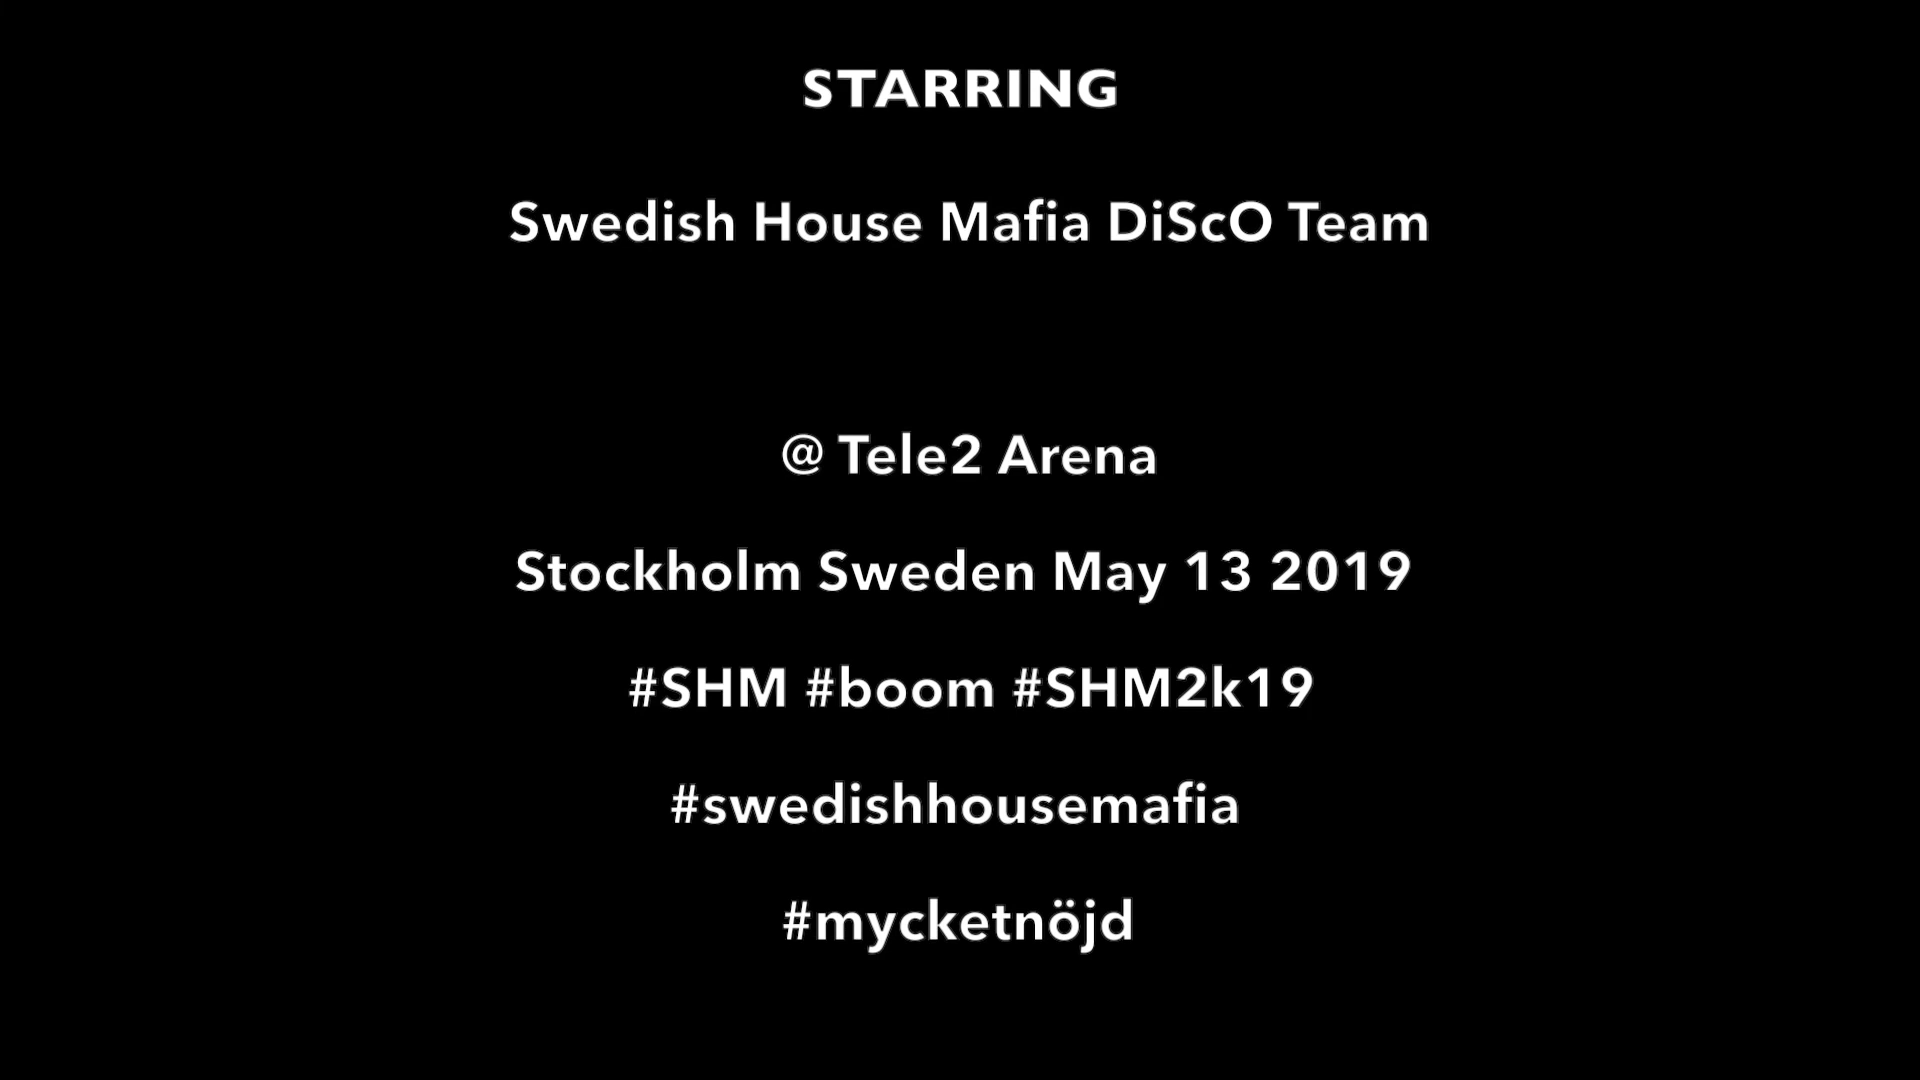 STARRING
Swedish House Mafia DiScO Team
@ Tele2 Arena
Stockholm Sweden May 13 2019
#SHM #boom #SHM2k19
#swedishhousemafia
#mycketnöjd